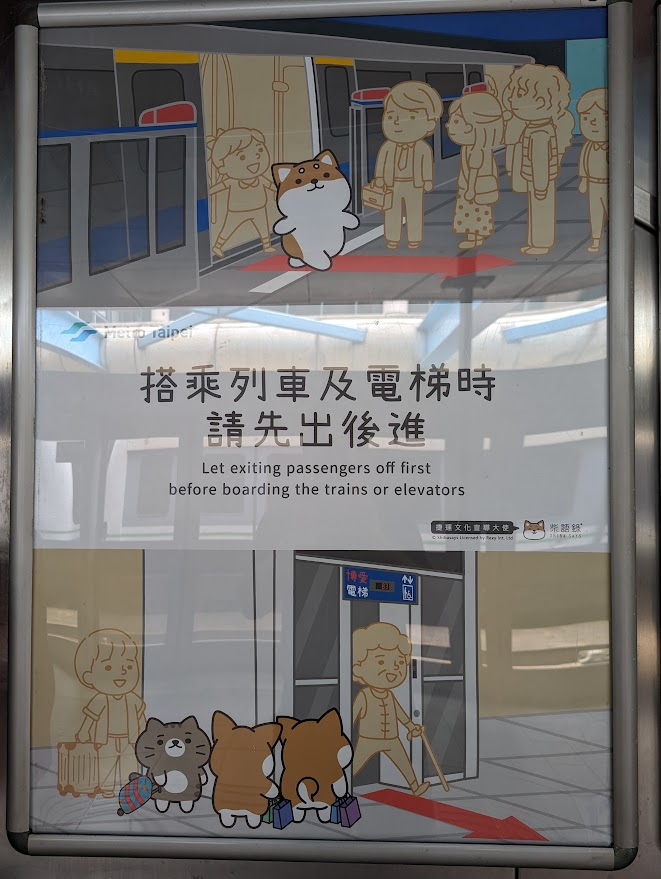 Metro Taipei
搭乘列車及電梯時
請先出後進
Let exiting passengers off first
before boarding the trains or elevators
捷運文化宣導大使
柴語錄
博愛
電梯